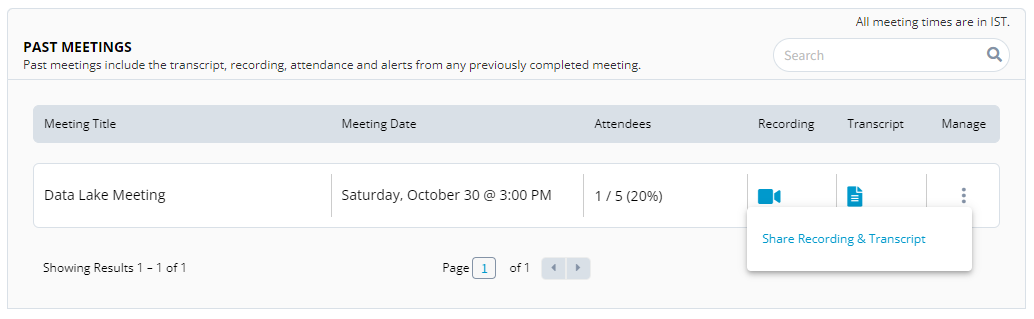 All meeting times are in IST.
PAST MEETINGS
Past meetings include the transcript, recording, attendance and alerts from any previously completed meeting.
Search
Meeting Title Meeting Date Attendees Recording Transcript Manage
Data Lake Meeting Saturday, October 30 @ 3:00 PM 1 / 5 (20%)
Share Recording & Transcript
Showing Results 1 – 1 of 1 Page 1 of 1